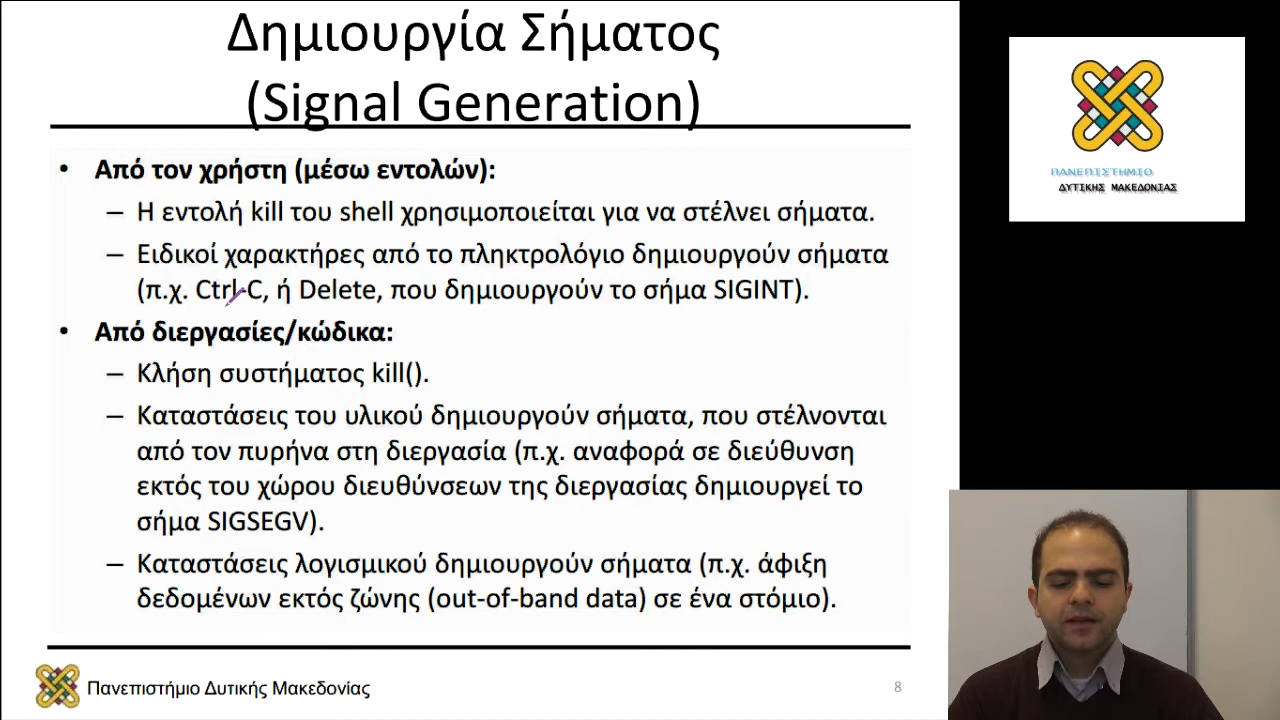 Δημιουργία Σήματος
(Signal Generation)
• Από τον χρήστη (μέσω εντολών):
– Η εντολή kill του shell χρησιμοποιείται για να στέλνει σήματα.
– Ειδικοί χαρακτήρες από το πληκτρολόγιο δημιουργούν σήματα
(π.χ. Ctrl-C, ή Delete, που δημιουργούν το σήμα SIGINT).
• Από διεργασίες/κώδικα:
– Κλήση συστήματος kill().
– Καταστάσεις του υλικού δημιουργούν σήματα, που στέλνονται
από τον πυρήνα στη διεργασία (π.χ. αναφορά σε διεύθυνση
εκτός του χώρου διευθύνσεων της διεργασίας δημιουργεί το
σήμα SIGSEGV).
– Καταστάσεις λογισμικού δημιουργούν σήματα (π.χ. άφιξη
δεδομένων εκτός ζώνης (out-of-band data) σε ένα στόμιο).
Πανεπιστήμιο Δυτικής Μακεδονίας
8
ΠΑΝΕΠΙΣΤΗΜΙΟ
ΔΥΤΙΚΗΣ ΜΑΚΕΔΟΝΙΑΣ